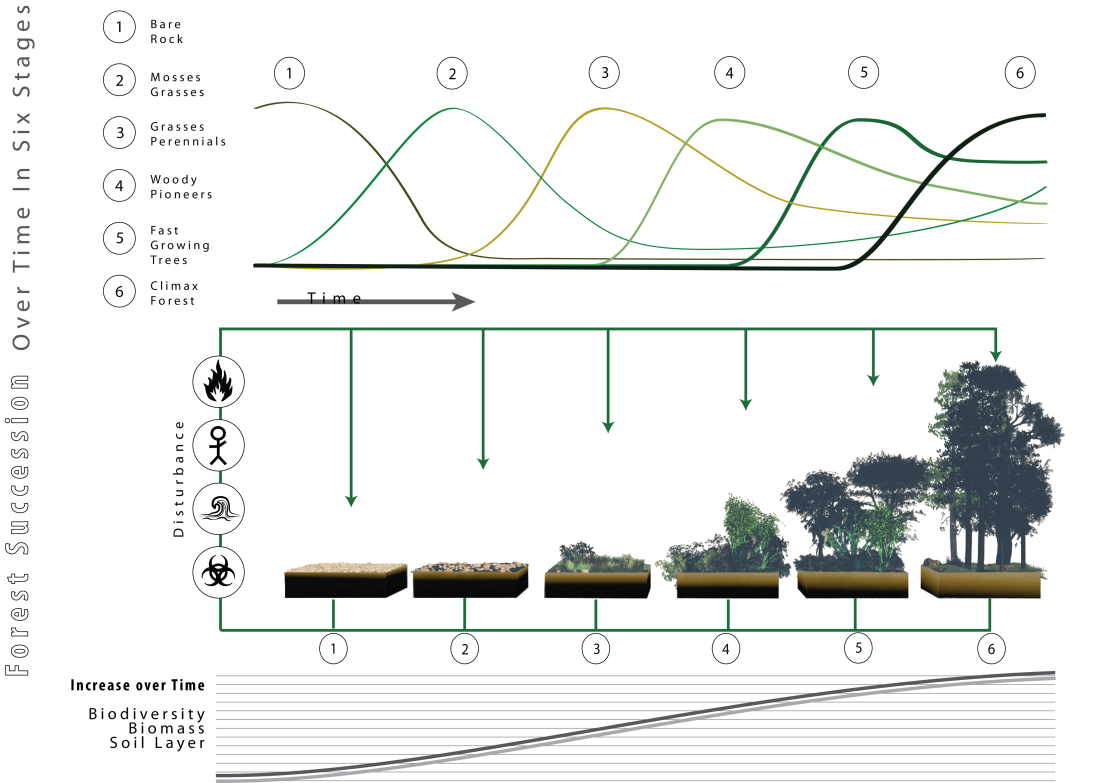 Forest Succession Over Time In Six Stages
1 Bare
Rock
2 Mosses
Grasses
3 Grasses
Perennials
4 Woody
Pioneers
5 Fast
Growing
Trees
6 Climax
Forest
1 2 3 4 5 6
Time
Disturbance
1 2 3 4 5 6
Increase over Time
Biodiversity
Biomass
Soil Layer